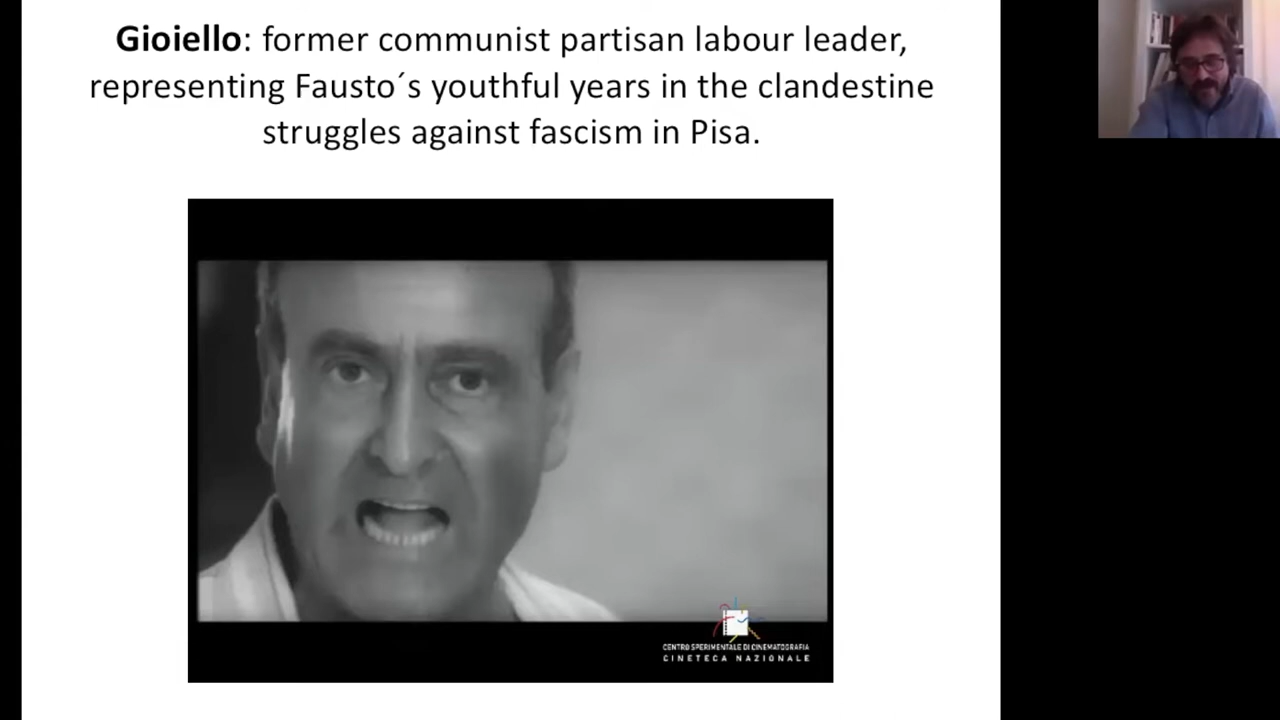 Gioiello: former communist partisan labour leader,
representing Fausto´s youthful years in the clandestine
struggles against fascism in Pisa.
CENTRO SPERIMENTALE DI CINEMATOGRAFIA
CINETECA NAZIONALE